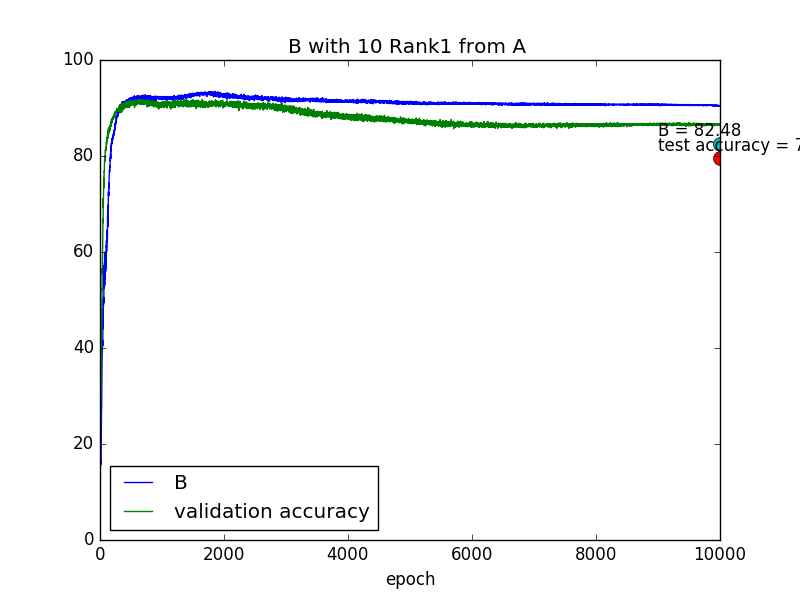 B with 10 Rank1 from A
100
80
60
40
20
0
B = 82.48
test accuracy = 7
B
validation accuracy
0 2000 4000 6000 8000 10000
epoch